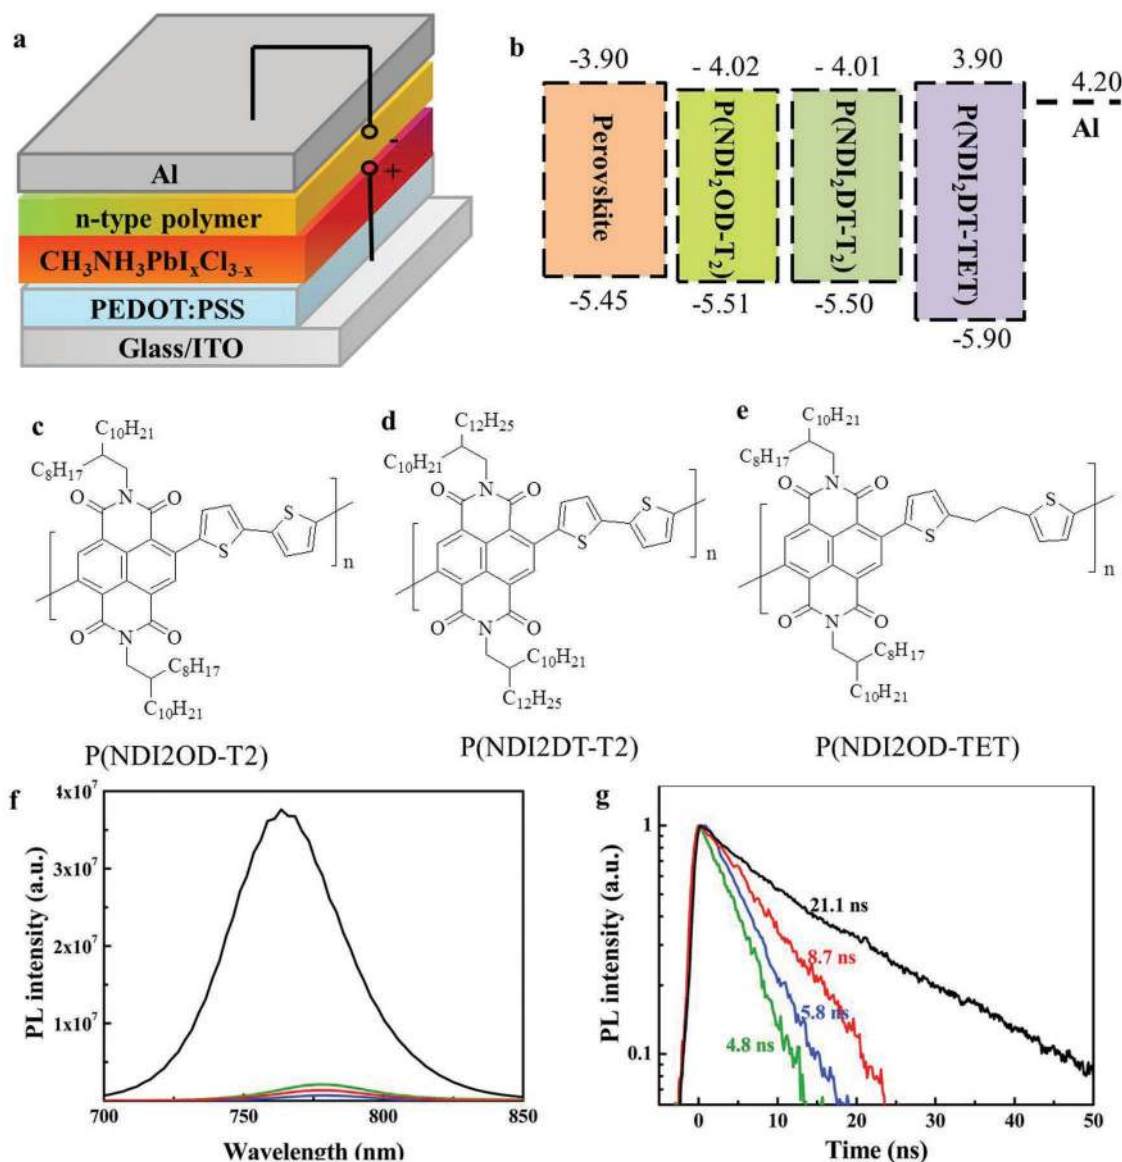 a
Al
n-type polymer
CH₃NH₃PbIₓCl₃₋ₓ
PEDOT:PSS
Glass/ITO
-
+
b
-3.90
- 4.02
- 4.01
3.90
4.20
Perovskite
P(NDI₂OD-T₂)
P(NDI₂DT-T₂)
P(NDI₂DT-TET)
Al
-5.45
-5.51
-5.50
-5.90
c
C₁₀H₂₁
C₈H₁₇
O
N
O
S
S
n
O
N
O
C₈H₁₇
C₁₀H₂₁
P(NDI2OD-T2)
d
C₁₂H₂₅
C₁₀H₂₁
O
N
O
S
S
n
O
N
O
C₁₀H₂₁
C₁₂H₂₅
P(NDI2DT-T2)
e
C₁₀H₂₁
C₈H₁₇
O
N
O
S
S
n
O
N
O
C₈H₁₇
C₁₀H₂₁
P(NDI2OD-TET)
f
4x10⁷
3x10⁷
2x10⁷
1x10⁷
PL intensity (a.u.)
700
750
800
850
Wavelength (nm)
g
1
0.1
PL intensity (a.u.)
21.1 ns
8.7 ns
5.8 ns
4.8 ns
0
10
20
30
40
50
Time (ns)